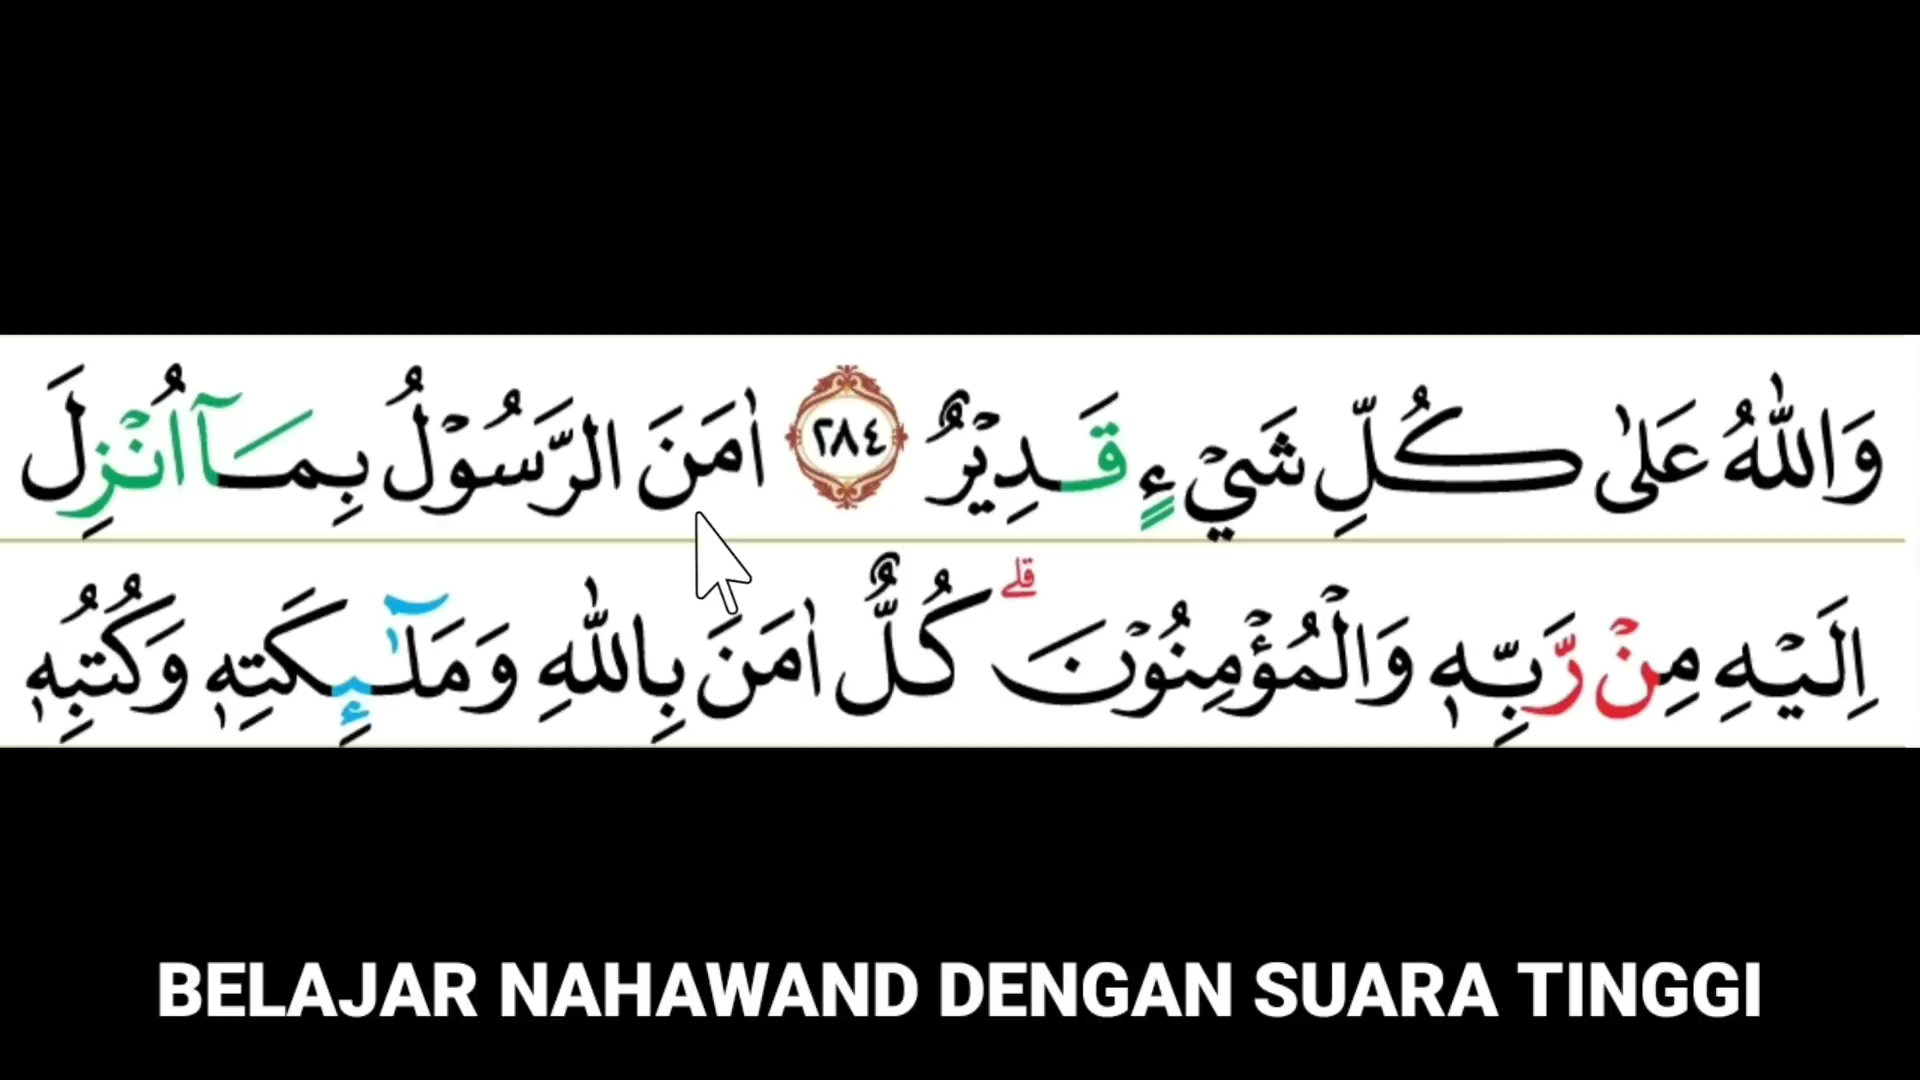 وَاللّٰهُ عَلٰى كُلِّ شَيْءٍ قَدِيْرٌ ٢٨٤ اٰمَنَ الرَّسُوْلُ بِمَآ اُنْزِلَ
اِلَيْهِ مِنْ رَّبِّهٖ وَالْمُؤْمِنُوْنَۗ كُلٌّ اٰمَنَ بِاللّٰهِ وَمَلٰۤىِٕكَتِهٖ وَكُتُبِهٖ
BELAJAR NAHAWAND DENGAN SUARA TINGGI